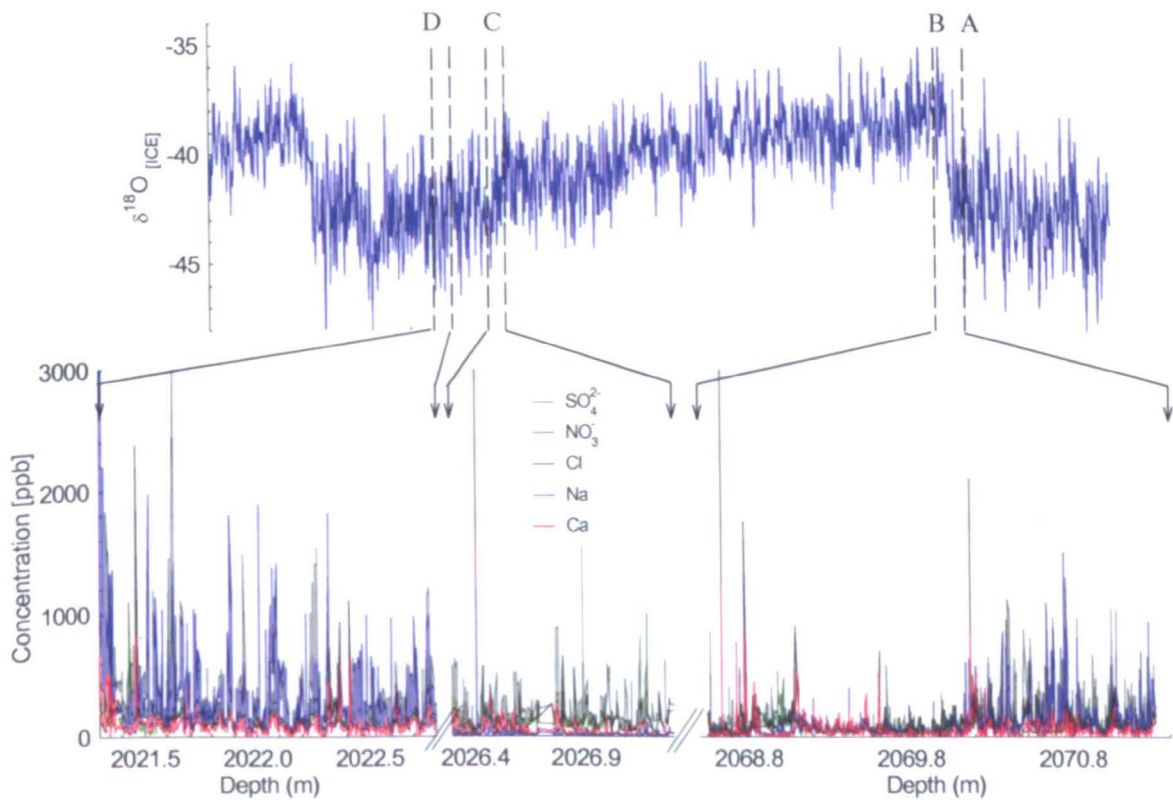 D C B A
-35
-40
-45
δ¹⁸O [ICE]
3000
2000
1000
0
Concentration [ppb]
SO₄²⁻
NO₃⁻
Cl
Na
Ca
2021.5 2022.0 2022.5 2026.4 2026.9 2068.8 2069.8 2070.8
Depth (m) Depth (m) Depth (m)